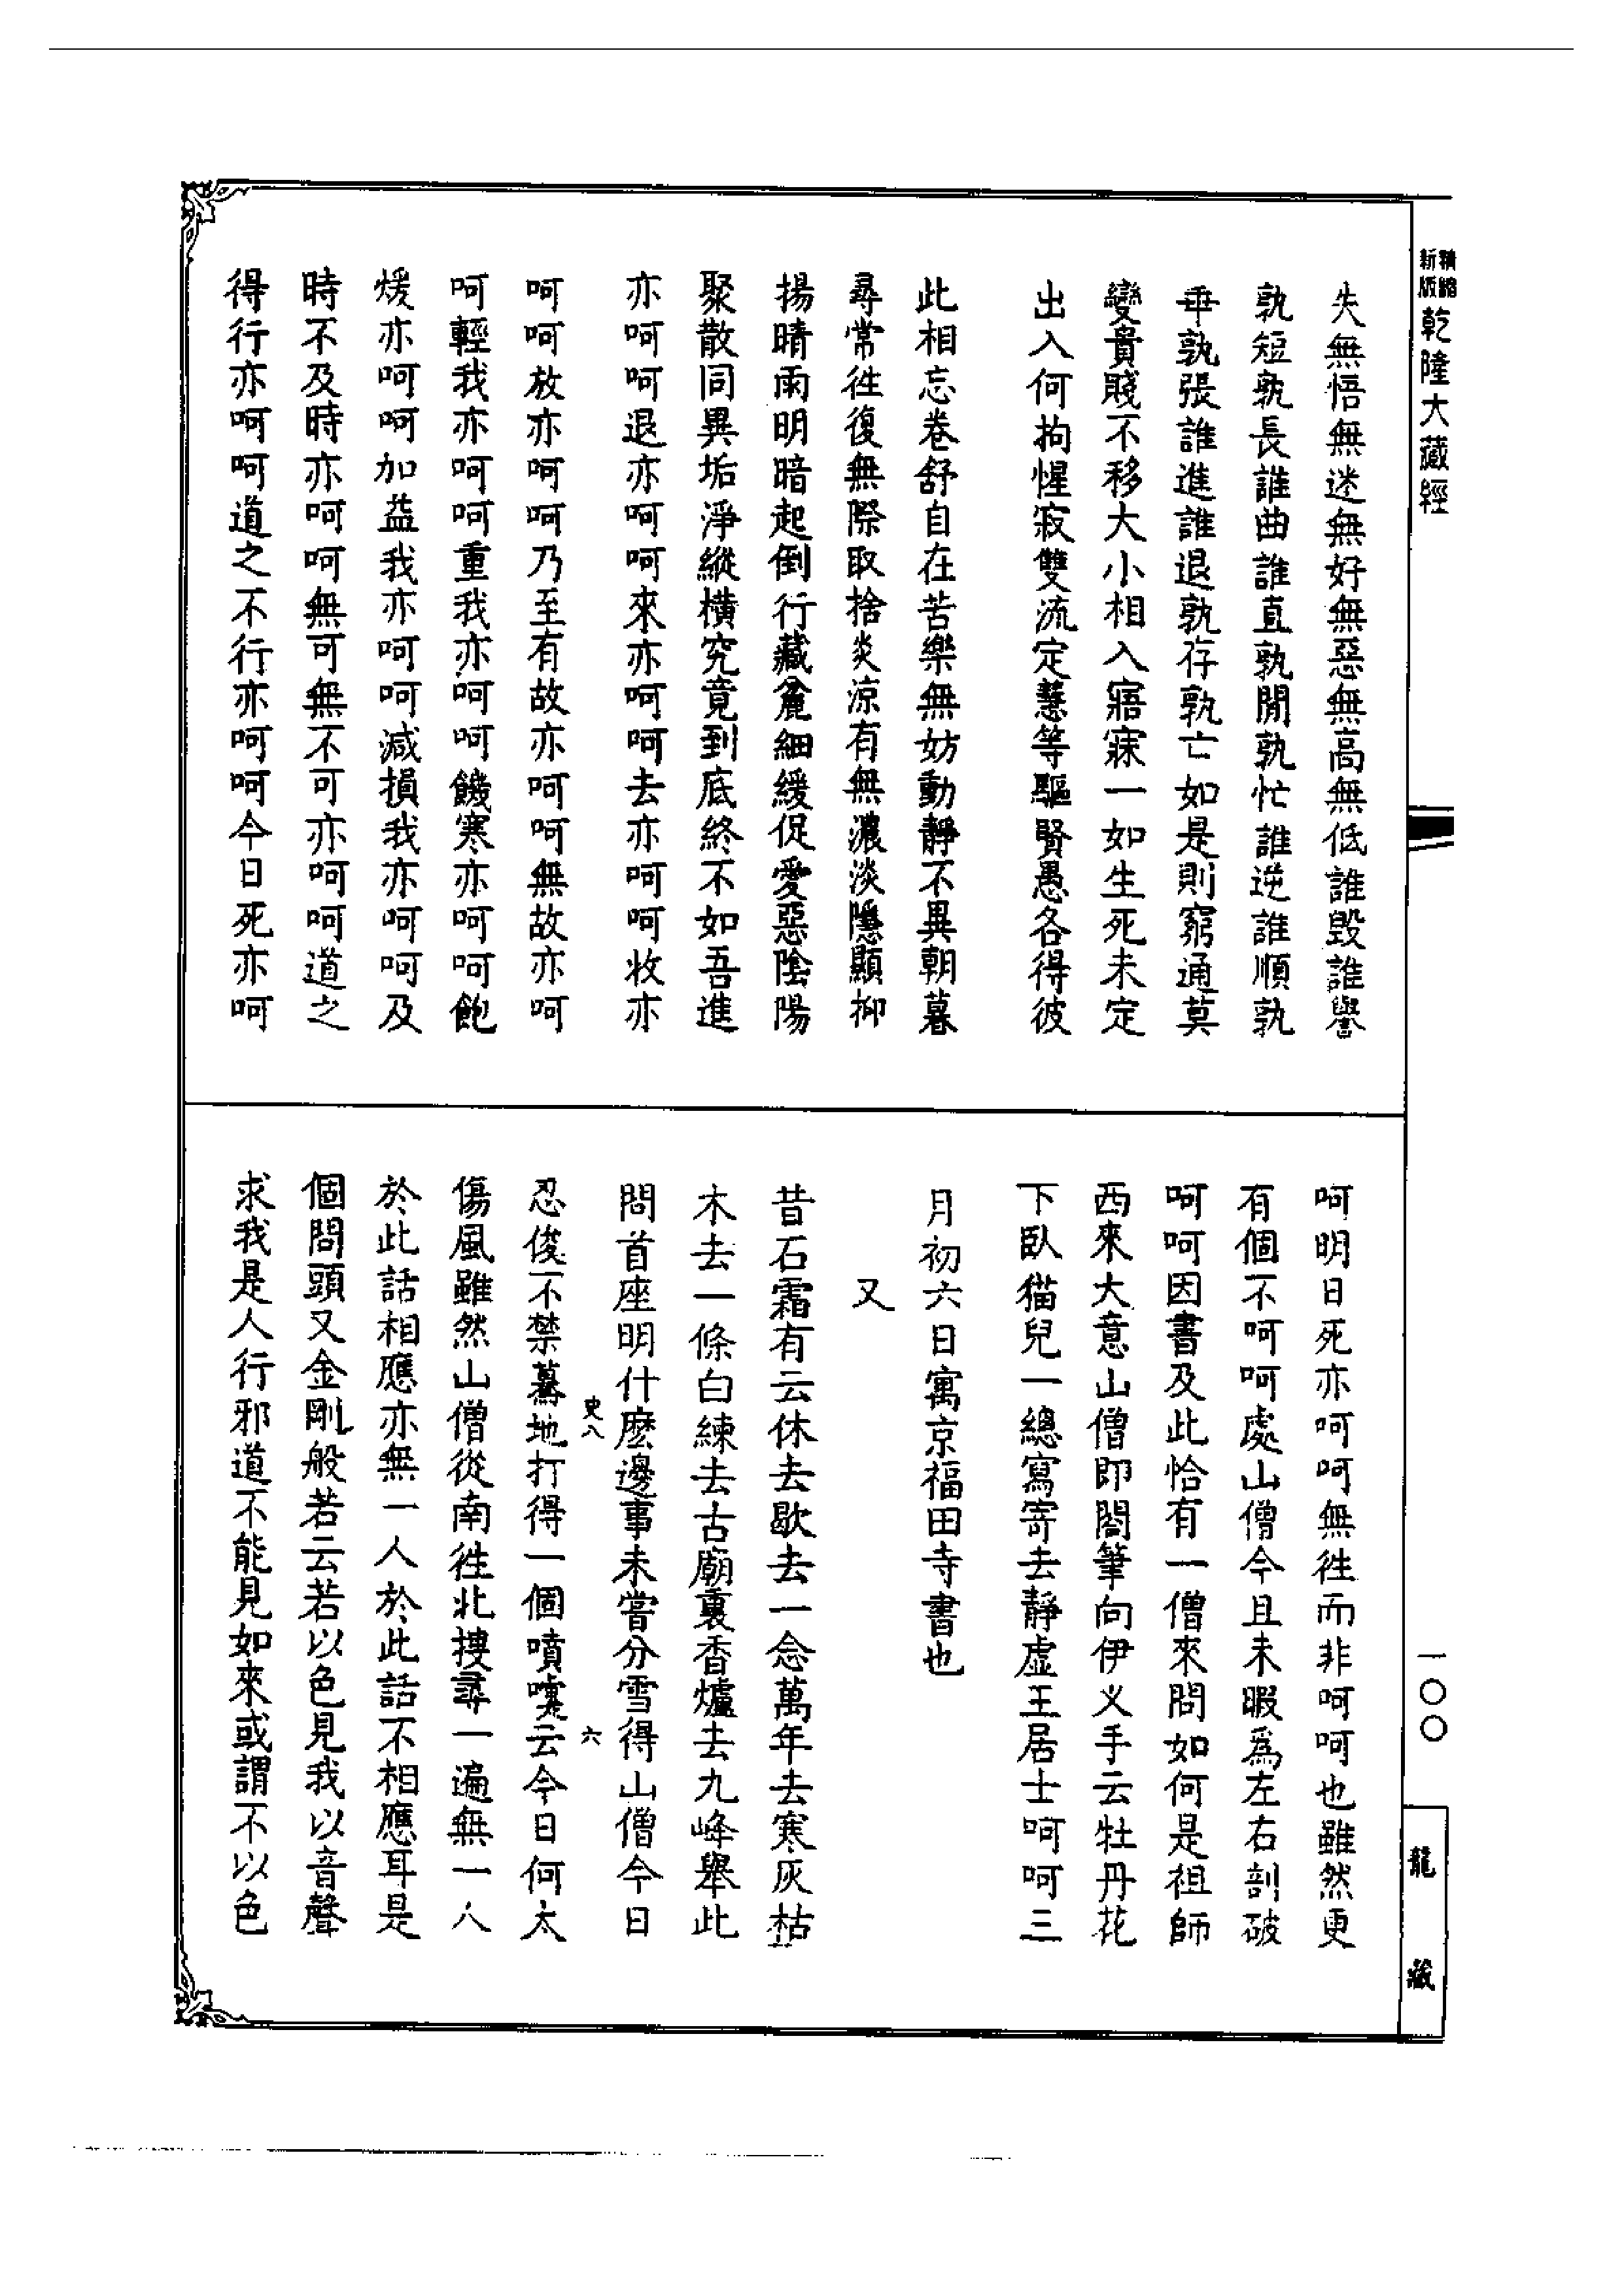 精縮
新版
乾隆大藏經
失無悟無迷無好無惡無高無低誰毀誰譽
孰短孰長誰曲誰直孰閒孰忙誰逆誰順孰
乖孰張誰進誰退孰存孰亡如是則窮通莫
變貴賤不移大小相入寤寐一如生死未定
出入何拘惺寂雙流定慧等驅賢愚各得彼
此相忘卷舒自在苦樂無妨動靜不異朝暮
尋常徃復無際取捨炎涼有無濃淡隱顯抑
揚晴雨明暗起倒行藏麤細緩促愛惡陰陽
聚散同異垢淨縱橫究竟到底終不如吾進
亦呵呵退亦呵呵來亦呵呵去亦呵呵收亦
呵呵放亦呵呵乃至有故亦呵呵無故亦呵
呵輕我亦呵呵重我亦呵呵饑寒亦呵呵飽
煖亦呵呵加益我亦呵呵減損我亦呵呵及
時不及時亦呵呵無可無不可亦呵呵道之
得行亦呵呵道之不行亦呵呵今日死亦呵
呵明日死亦呵呵無徃而非呵呵也雖然更
有個不呵呵處山僧今且未暇爲左右剖破
呵呵因書及此恰有一僧來問如何是祖師
西來大意山僧即閣筆向伊义手云牡丹花
下臥猫兒一總寫寄去靜虛王居士呵呵三
月初六日寓京福田寺書也
又
昔石霜有云休去歇去一念萬年去寒灰枯
木去一條白練去古廟裏香爐去九峰舉此
問首座明什麽邊事未嘗分雪得山僧今日
史八
六
忍俊不禁驀地打得一個噴嚏云今日何太
傷風雖然山僧從南徃北搜尋一遍無一人
於此話相應亦無一人於此話不相應耳是
個問頭又金剛般若云若以色見我以音聲
求我是人行邪道不能見如來或謂不以色
一〇〇
龍藏